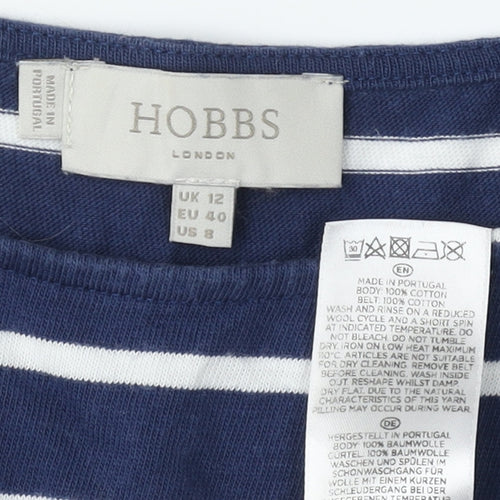 MADE IN
PORTUGAL
HOBBS
LONDON
UK 12
EU 40
US 8
30
EN
MADE IN PORTUGAL
BODY: 100% COTTON
BELT: 100% COTTON
WASH AND RINSE ON A REDUCED
WOOL CYCLE AND A SHORT SPIN
AT INDICATED TEMPERATURE. DO
NOT BLEACH. DO NOT TUMBLE
DRY. IRON ON LOW HEAT MAXIMUM
110°C. ARTICLES ARE NOT SUITABLE
FOR DRY CLEANING. REMOVE BELT
BEFORE WASHING. WASH INSIDE
OUT. RESHAPE WHILST DAMP.
DRY FLAT. DUE TO THE NATURAL
CHARACTERISTICS OF THIS YARN
PILLING MAY OCCUR DURING WEAR.
DE
HERGESTELLT IN PORTUGAL
BODY: 100% BAUMWOLLE
GÜRTEL: 100% BAUMWOLLE
WASCHEN UND SPÜLEN IM
SCHONWASCHGANG FÜR
WOLLE MIT EINEM KURZEN
SCHLEUDERGANG BEI DER